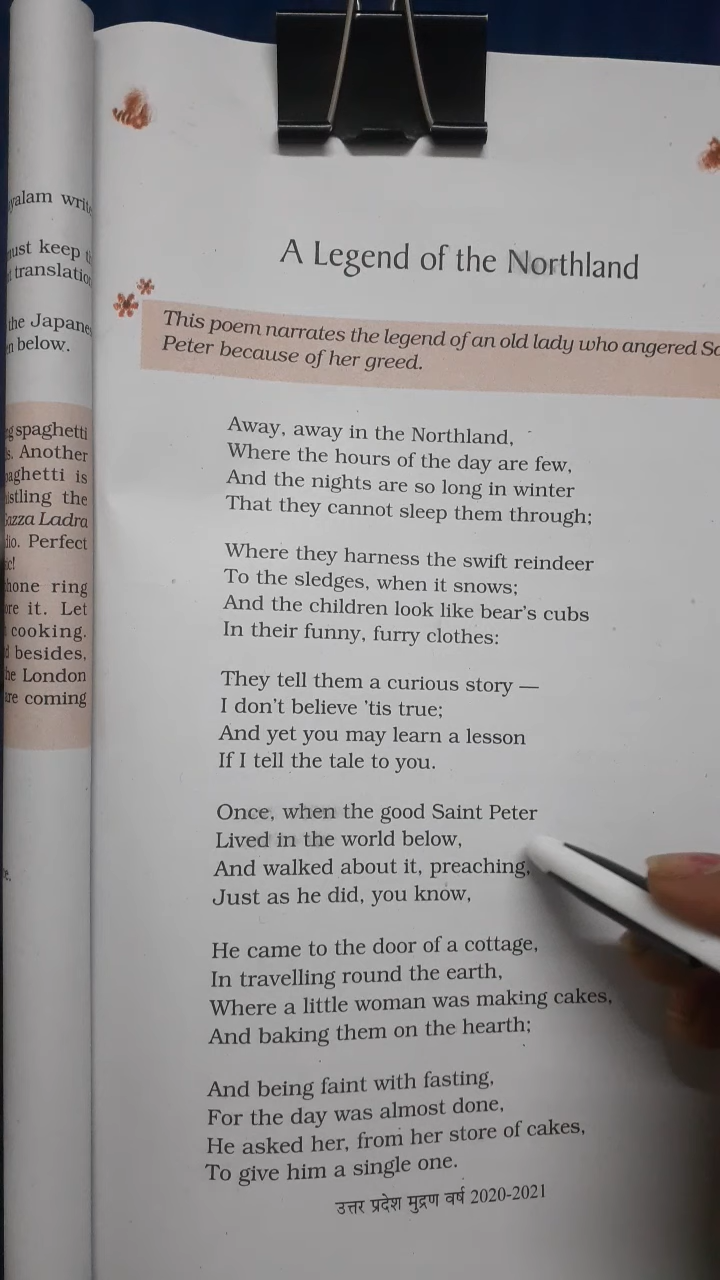 write
must keep
translatio
the Japane
below.
spaghetti
Another
is
the
Gazza Ladra
Perfect
ring
it. Let
cooking.
besides,
London
coming
A Legend of the Northland
This poem narrates the legend of an old lady who angered Sa
Peter because of her greed.
Away, away in the Northland,
Where the hours of the day are few,
And the nights are so long in winter
That they cannot sleep them through;
Where they harness the swift reindeer
To the sledges, when it snows;
And the children look like bear's cubs
In their funny, furry clothes:
They tell them a curious story —
I don't believe 'tis true;
And yet you may learn a lesson
If I tell the tale to you.
Once, when the good Saint Peter
Lived in the world below,
And walked about it, preaching,
Just as he did, you know,
He came to the door of a cottage,
In travelling round the earth,
Where a little woman was making cakes,
And baking them on the hearth;
And being faint with fasting,
For the day was almost done,
He asked her, from her store of cakes,
To give him a single one.
उत्तर प्रदेश मुद्रण वर्ष 2020-2021